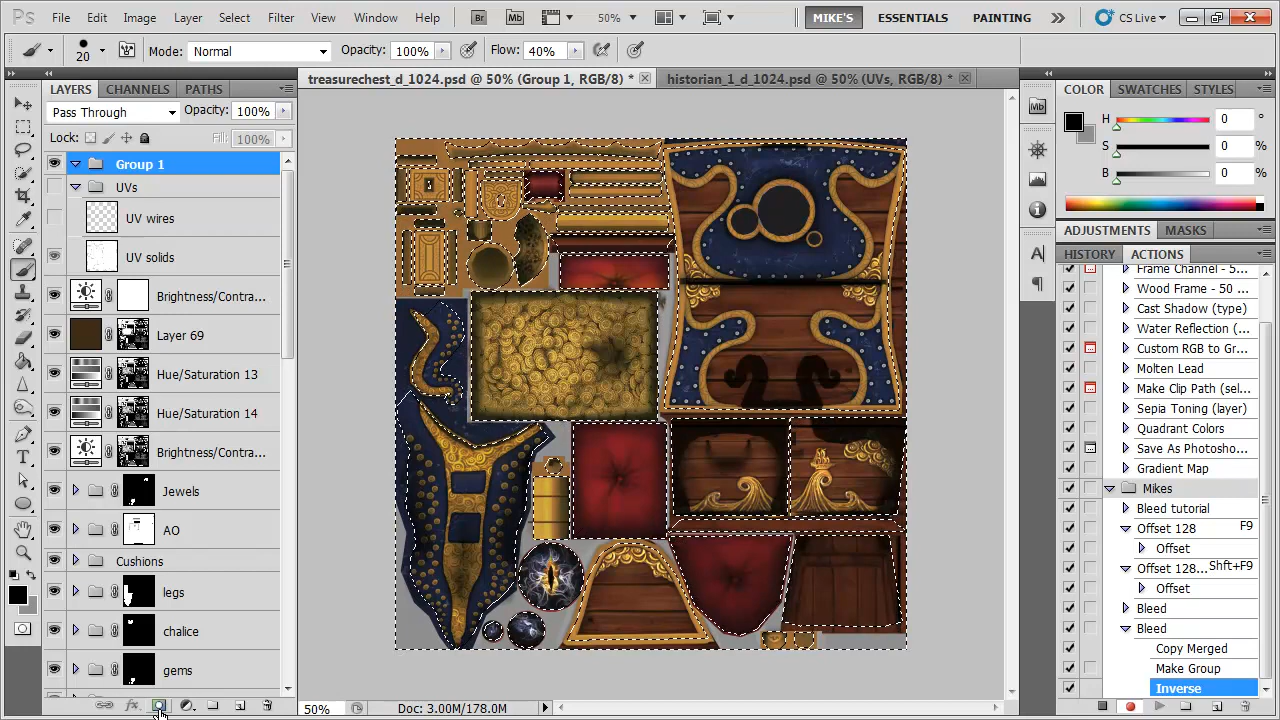 Ps File Edit Image Layer Select Filter View Window Help Br Mb 50% MIKE'S ESSENTIALS PAINTING CS Live
20 Mode: Normal Opacity: 100% Flow: 40%
LAYERS CHANNELS PATHS
Pass Through Opacity: 100%
Lock: Fill: 100%
Group 1
UVs
UV wires
UV solids
Brightness/Contra...
Layer 69
Hue/Saturation 13
Hue/Saturation 14
Brightness/Contra...
Jewels
AO
Cushions
legs
chalice
gems
fx
treasurechest_d_1024.psd @ 50% (Group 1, RGB/8) *
historian_1_d_1024.psd @ 50% (UVs, RGB/8) *
50% Doc: 3.00M/178.0M
Mb
COLOR SWATCHES STYLES
H 0 °
S 0 %
B 0 %
ADJUSTMENTS MASKS
HISTORY ACTIONS
Frame Channel - 50 ...
Wood Frame - 50 ...
Cast Shadow (type)
Water Reflection (...
Custom RGB to Gr...
Molten Lead
Make Clip Path (sel...
Sepia Toning (layer)
Quadrant Colors
Save As Photosho...
Gradient Map
Mikes
Bleed tutorial
Offset 128 F9
Offset
Offset 128... Shft+F9
Offset
Bleed
Bleed
Copy Merged
Make Group
Inverse